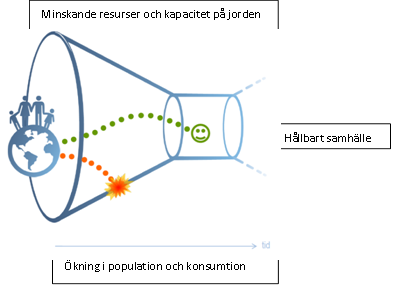 Minskande resurser och kapacitet på jorden
Hållbart samhälle
tid
Ökning i population och konsumtion